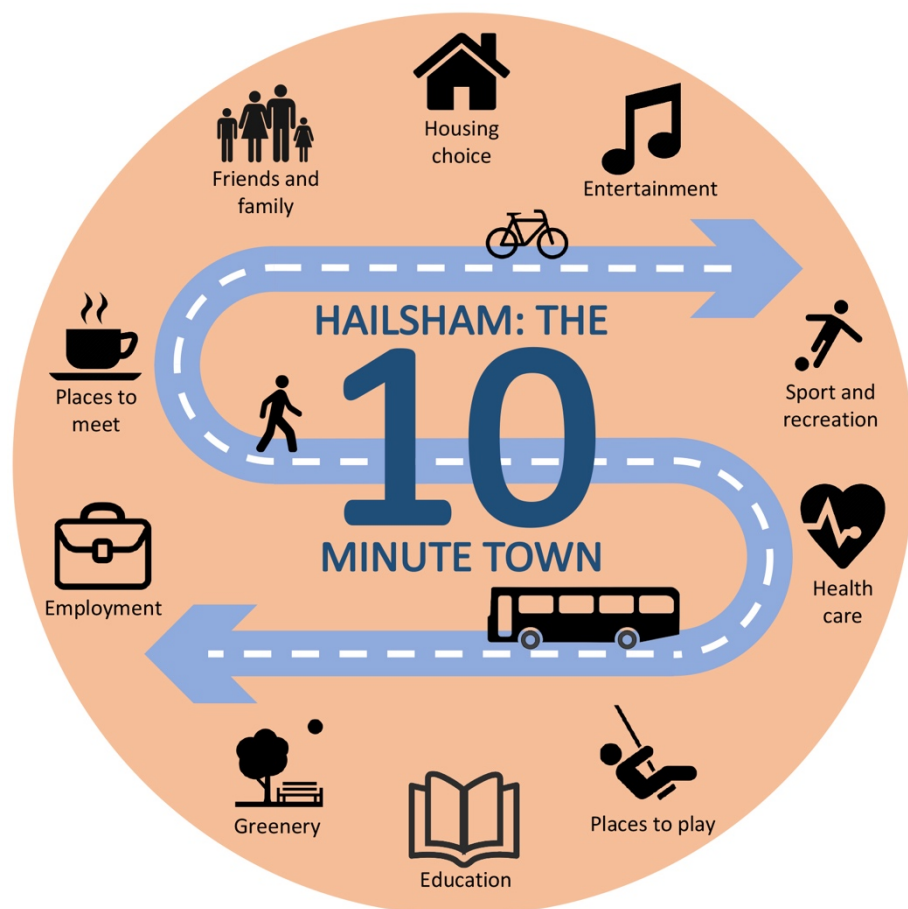 Housing
choice
Entertainment
Friends and
family
HAILSHAM: THE
10
MINUTE TOWN
Sport and
recreation
Places to
meet
Health
care
Employment
Places to play
Greenery
Education